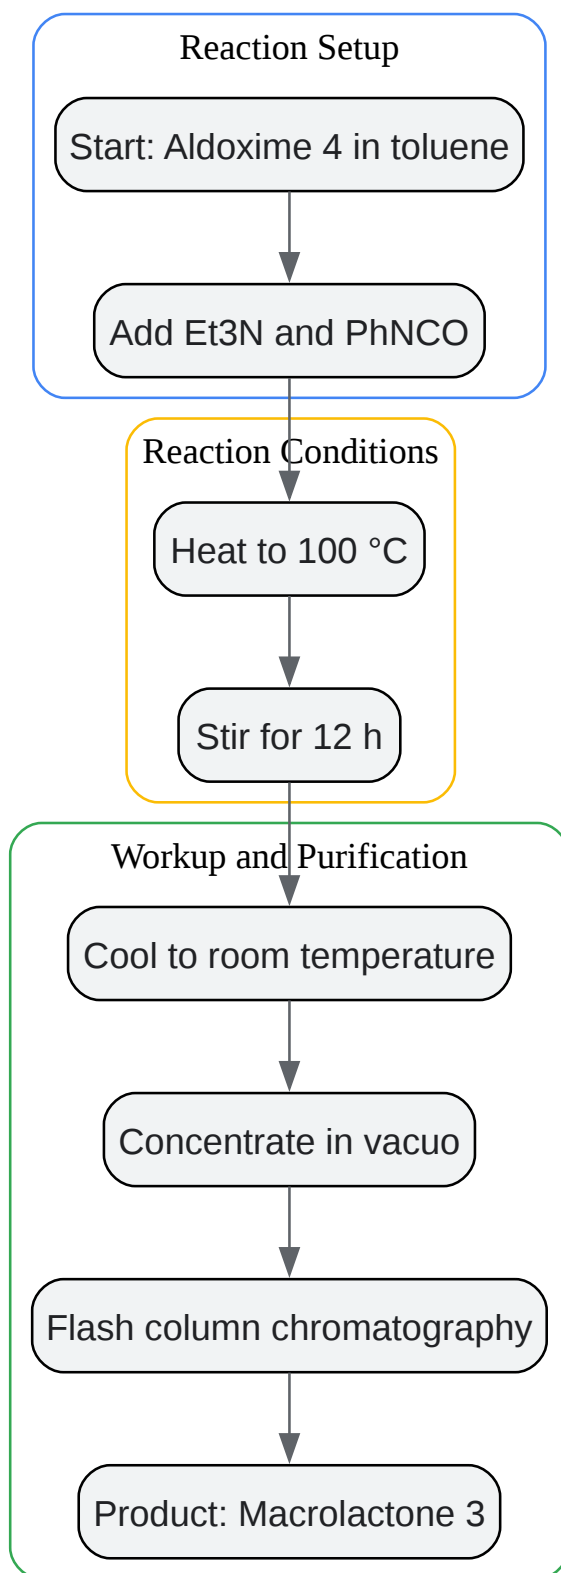 Reaction Setup
Start: Aldoxime 4 in toluene
Add Et3N and PhNCO
Reaction Conditions
Heat to 100 °C
Stir for 12 h
Workup and Purification
Cool to room temperature
Concentrate in vacuo
Flash column chromatography
Product: Macrolactone 3